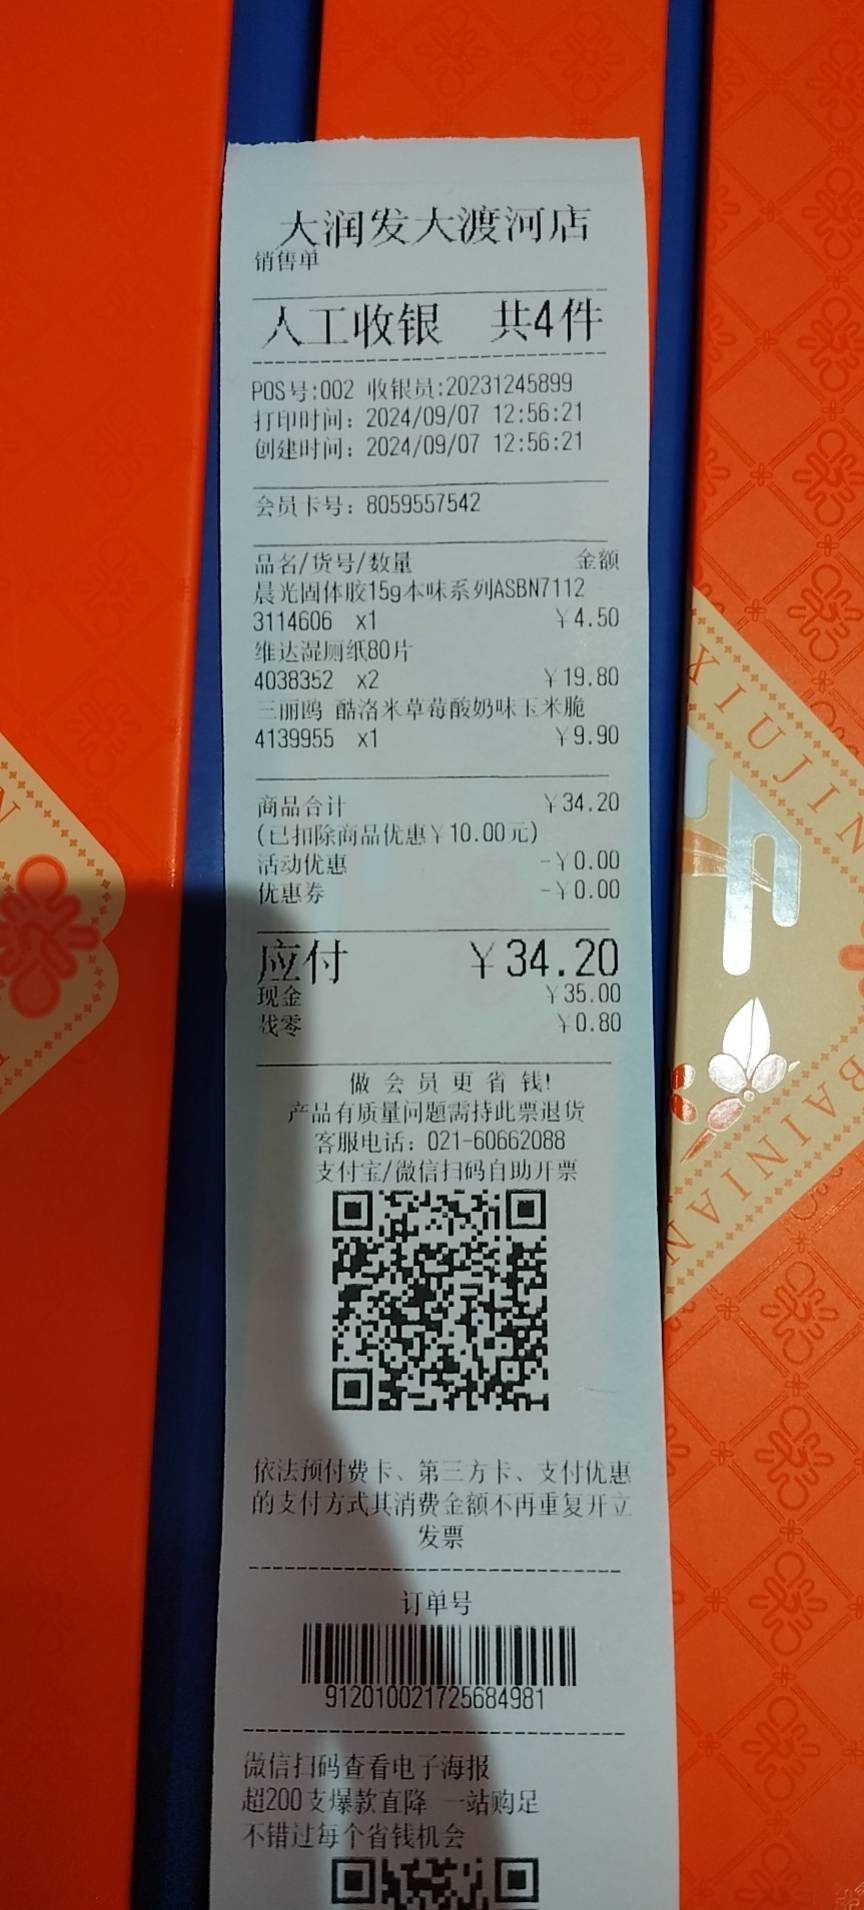 大润发大渡河店
销售单
人工收银 共4件
POS号:002 收银员:20231245899
打印时间: 2024/09/07 12:56:21
创建时间: 2024/09/07 12:56:21
会员卡号: 8059557542
品名/货号/数量 金额
晨光固体胶15g本味系列ASBN7112
3114606 x1 ¥4.50
维达湿厕纸80片
4038352 x2 ¥19.80
三丽鸥 酷洛米草莓酸奶味玉米脆
4139955 x1 ¥9.90
商品合计 ¥34.20
(已扣除商品优惠¥10.00元)
活动优惠 -¥0.00
优惠券 -¥0.00
应付 ¥34.20
现金 ¥35.00
找零 ¥0.80
做 会 员 更 省 钱!
产品有质量问题需持此票退货
客服电话: 021-60662088
支付宝/微信扫码自助开票
依法预付费卡、第三方卡、支付优惠
的支付方式其消费金额不再重复开立
发票
订单号
912010021725684981
微信扫码查看电子海报
超200支爆款直降 一站购足
不错过每个省钱机会
XIUJIN
BAINIAN